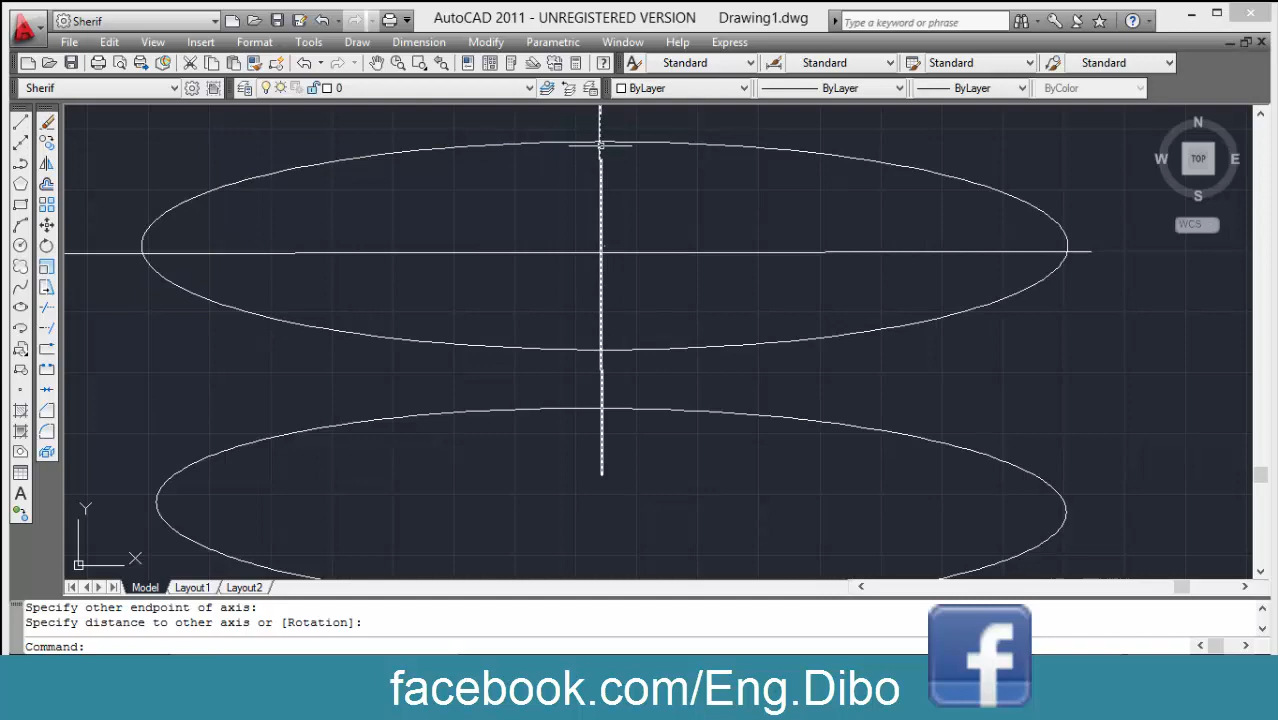 Sherif
AutoCAD 2011 - UNREGISTERED VERSION Drawing1.dwg
Type a keyword or phrase
File Edit View Insert Format Tools Draw Dimension Modify Parametric Window Help Express
Standard Standard Standard Standard
Sherif 0 ByLayer ByLayer ByLayer ByColor
N
W TOP E
S
WCS
Y
X
Model Layout1 Layout2
Specify other endpoint of axis:
Specify distance to other axis or [Rotation]:
Command:
facebook.com/Eng.Dibo